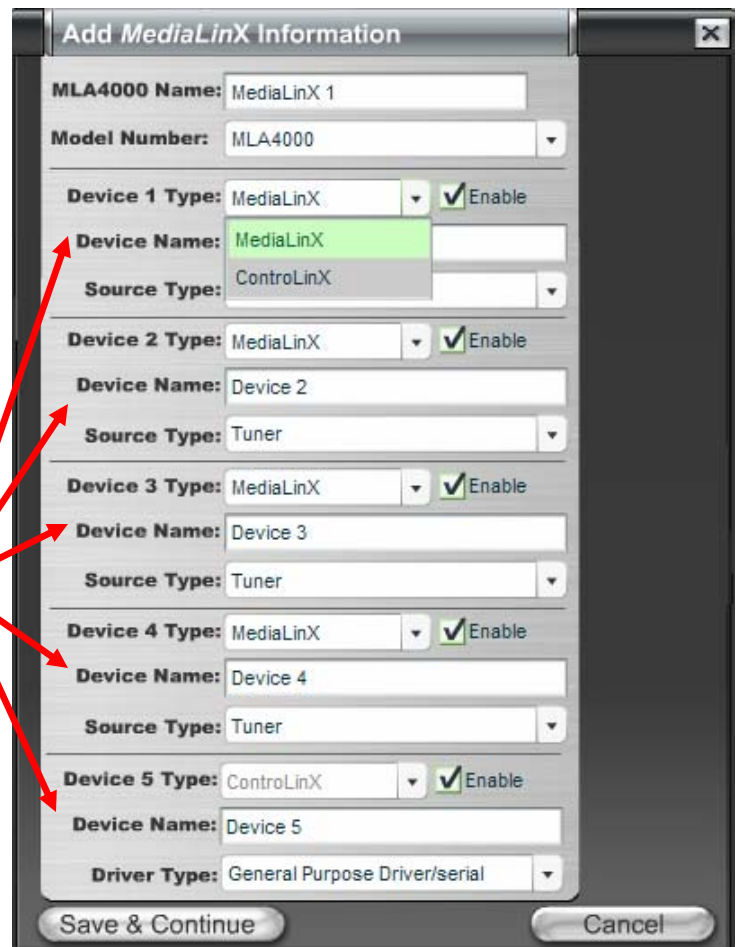 Add MediaLinX Information
MLA4000 Name: MediaLinX 1
Model Number: MLA4000
Device 1 Type: MediaLinX Enable
Device Name: MediaLinX
ControLinX
Source Type:
Device 2 Type: MediaLinX Enable
Device Name: Device 2
Source Type: Tuner
Device 3 Type: MediaLinX Enable
Device Name: Device 3
Source Type: Tuner
Device 4 Type: MediaLinX Enable
Device Name: Device 4
Source Type: Tuner
Device 5 Type: ControLinX Enable
Device Name: Device 5
Driver Type: General Purpose Driver/serial
Save & Continue Cancel